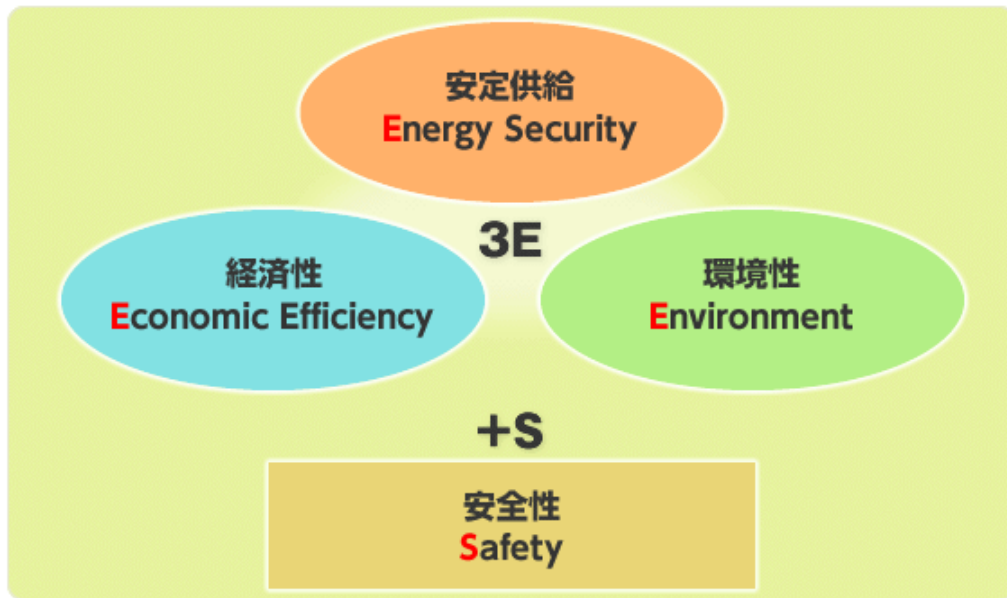 安定供給
Energy Security
3E
経済性
Economic Efficiency
環境性
Environment
+S
安全性
Safety